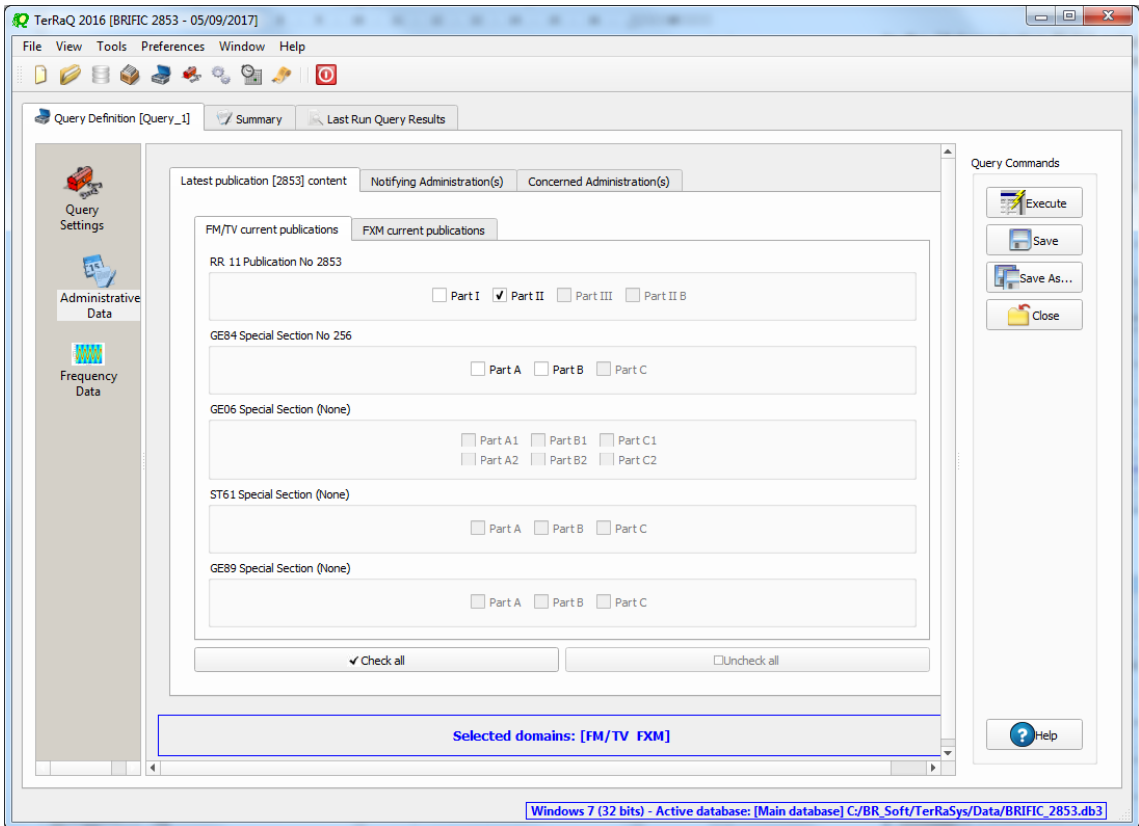 TerRaQ 2016 [BRIFIC 2853 - 05/09/2017]
File View Tools Preferences Window Help
Query Definition [Query_1] Summary Last Run Query Results
Query Settings
Administrative Data
Frequency Data
Latest publication [2853] content Notifying Administration(s) Concerned Administration(s)
FM/TV current publications FXM current publications
RR 11 Publication No 2853
Part I Part II Part III Part II B
GE84 Special Section No 256
Part A Part B Part C
GE06 Special Section (None)
Part A1 Part B1 Part C1
Part A2 Part B2 Part C2
ST61 Special Section (None)
Part A Part B Part C
GE89 Special Section (None)
Part A Part B Part C
Check all Uncheck all
Selected domains: [FM/TV FXM]
Query Commands
Execute
Save
Save As...
Close
Help
Windows 7 (32 bits) - Active database: [Main database] C:/BR_Soft/TerRaSys/Data/BRIFIC_2853.db3